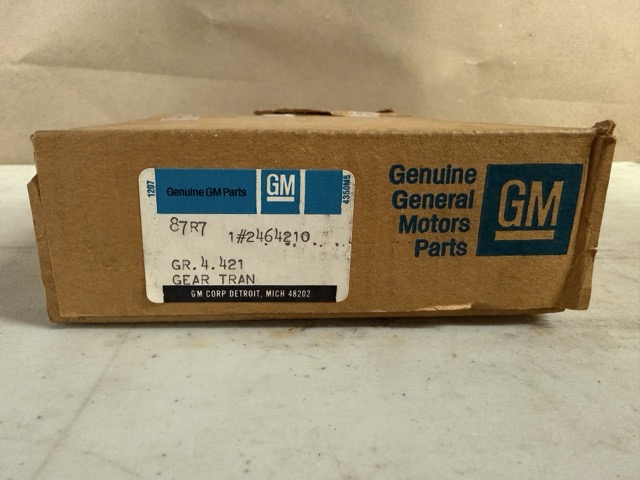 1207
Genuine GM Parts
GM
4350M6
87R7
1#2464210
GR.4.421
GEAR TRAN
GM CORP DETROIT, MICH 48202
Genuine
General
Motors
Parts
GM